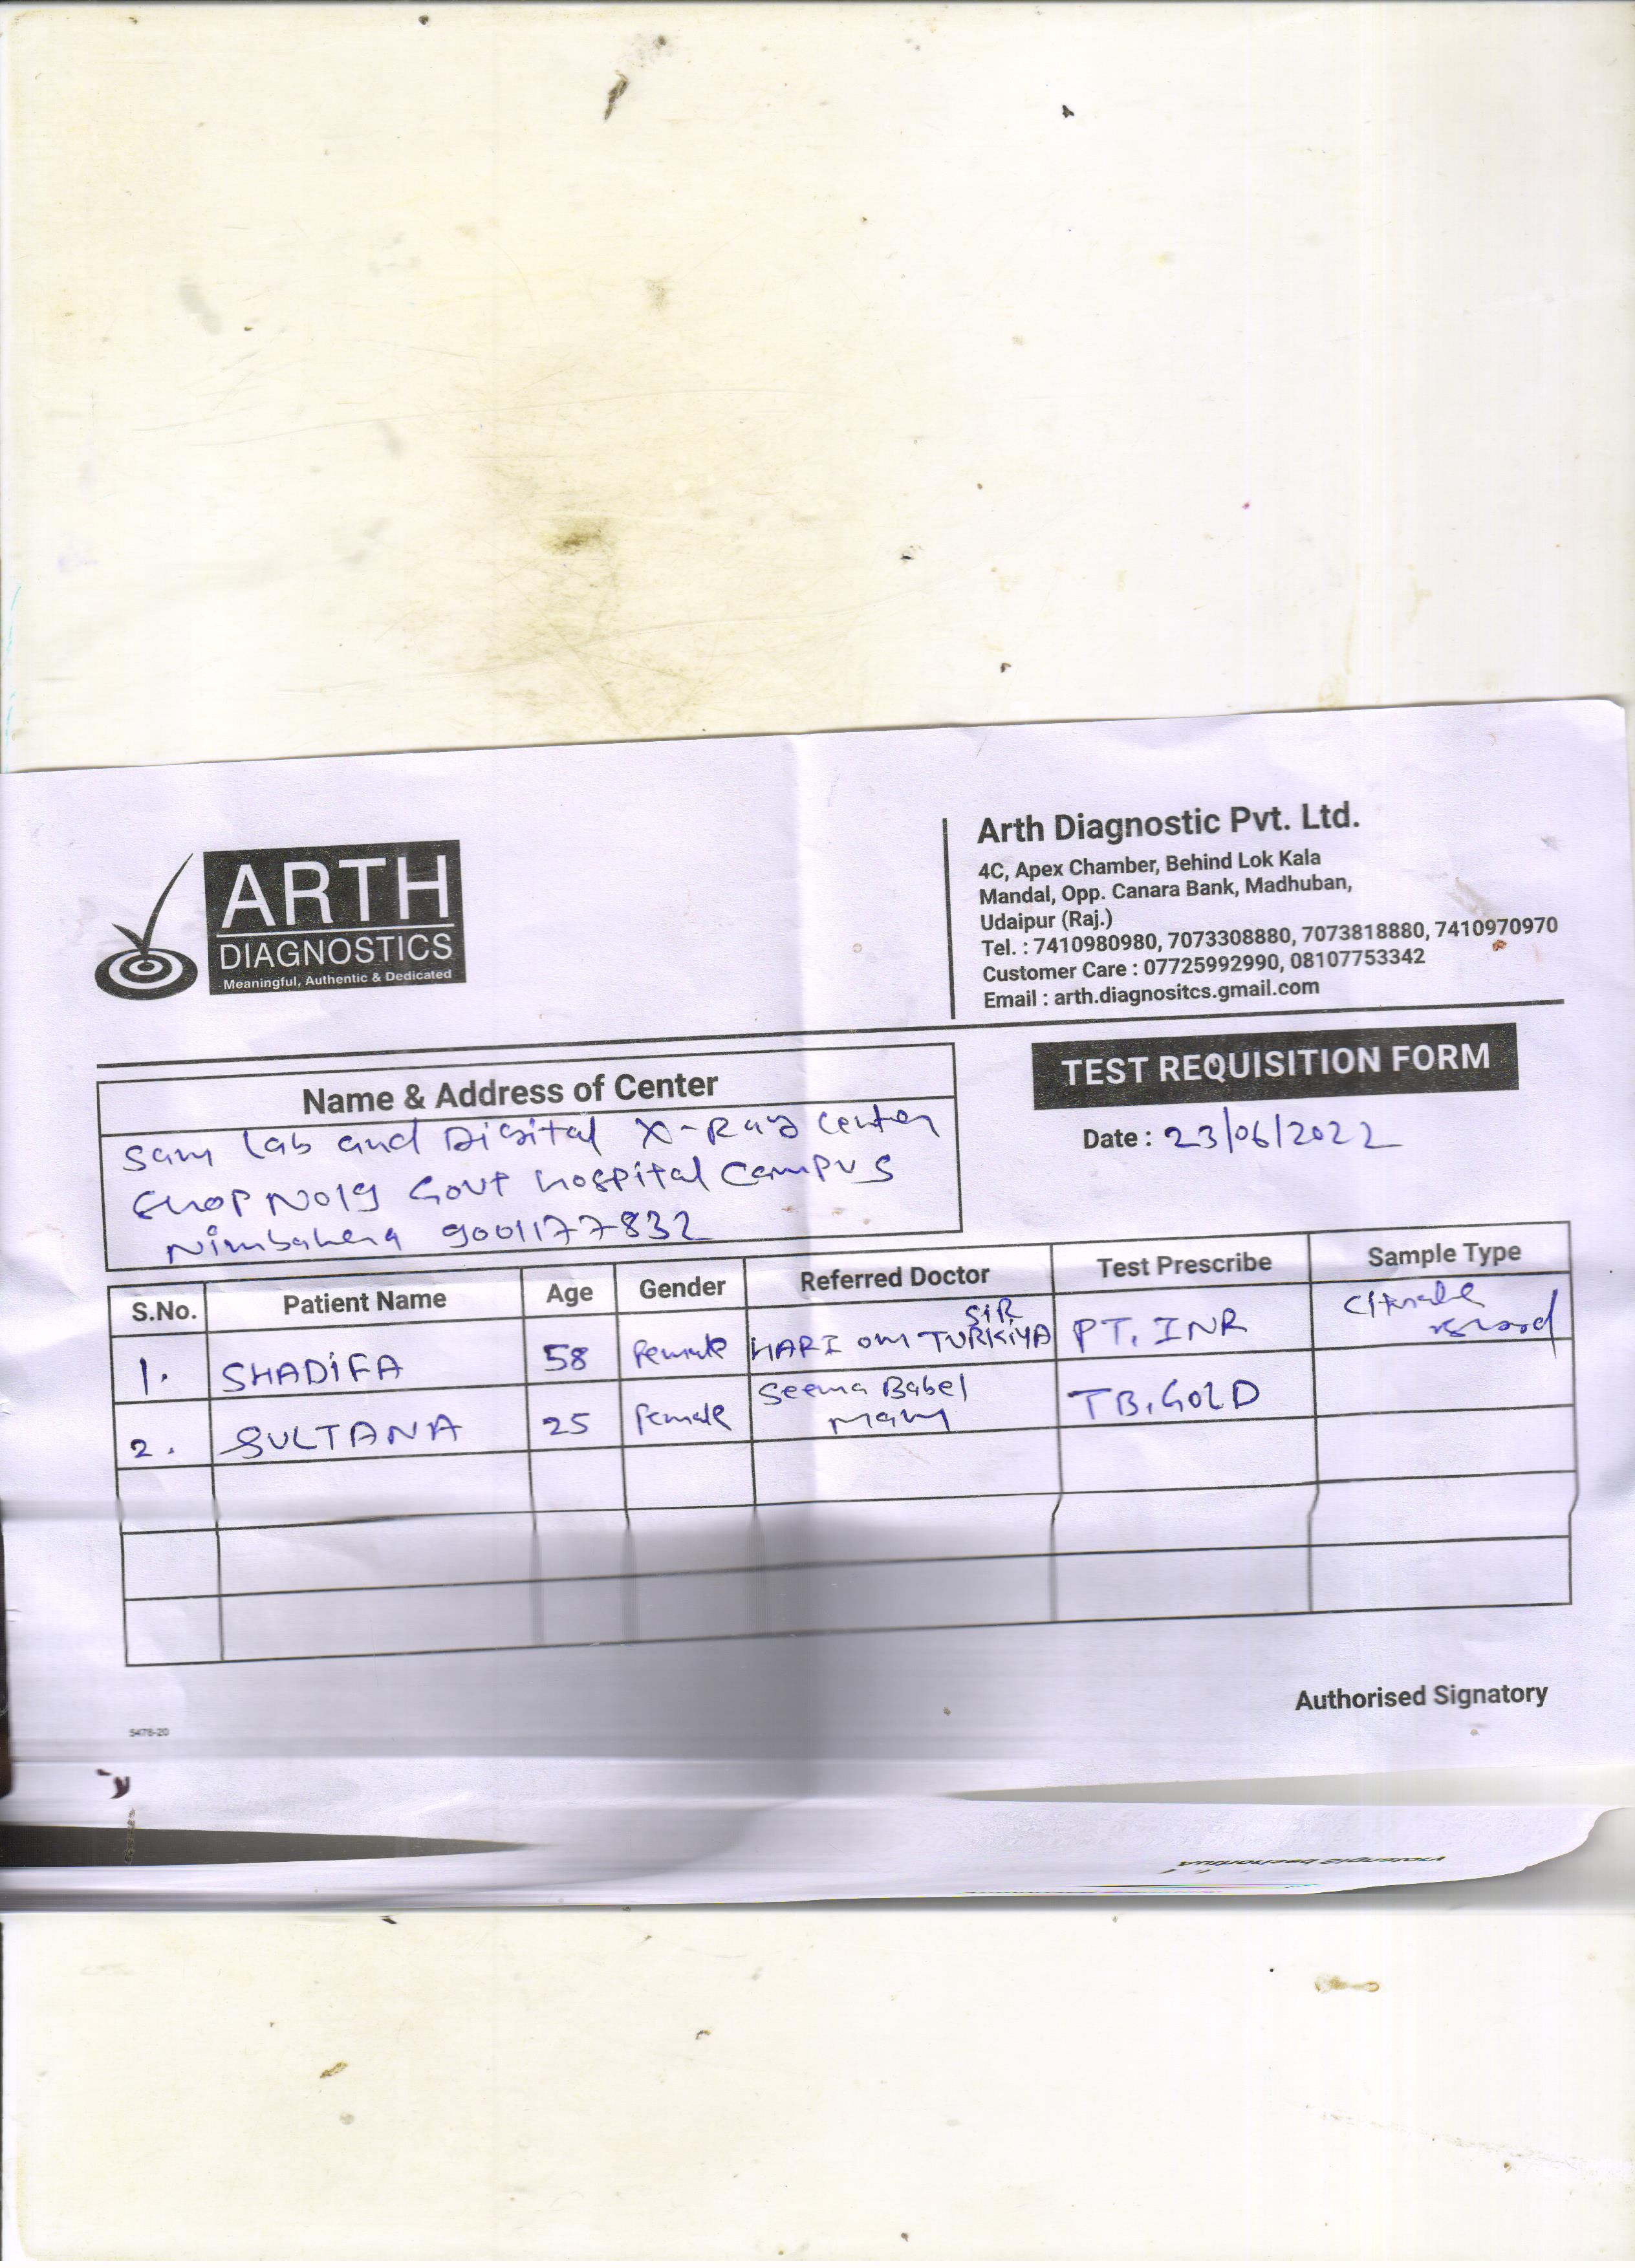 ARTH
DIAGNOSTICS
Meaningful, Authentic & Dedicated
Arth Diagnostic Pvt. Ltd.
4C, Apex Chamber, Behind Lok Kala
Mandal, Opp. Canara Bank, Madhuban,
Udaipur (Raj.)
Tel. : 7410980980, 7073308880, 7073818880, 7410970970
Customer Care : 07725992990, 08107753342
Email : arth.diagnositcs.gmail.com
TEST REQUISITION FORM
Date : 23/06/2022
Name & Address of Center
Sam Lab and Digital X-Ray Center
Shop No19 Govt Hospital Campus
Nimbahera 9001177832
S.No. Patient Name Age Gender Referred Doctor Test Prescribe Sample Type
1. SHADIFA 58 Female HARI OM TURKIYA SIR PT, INR Citrate
2. SULTANA 25 Female Seema Babel Mam TB, GOLD
Authorised Signatory
5476-20